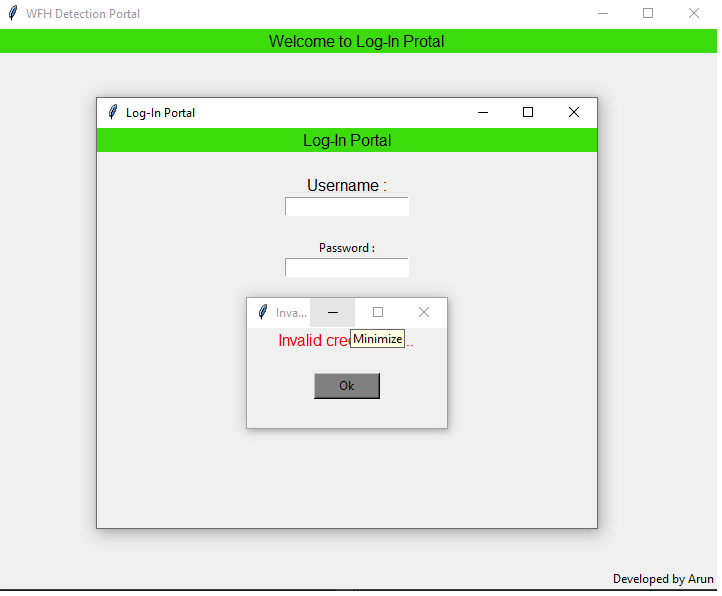 WFH Detection Portal
Welcome to Log-In Protal
Log-In Portal
Log-In Portal
Username :
Password :
Inva...
Invalid
Minimize
..
Ok
Developed by Arun